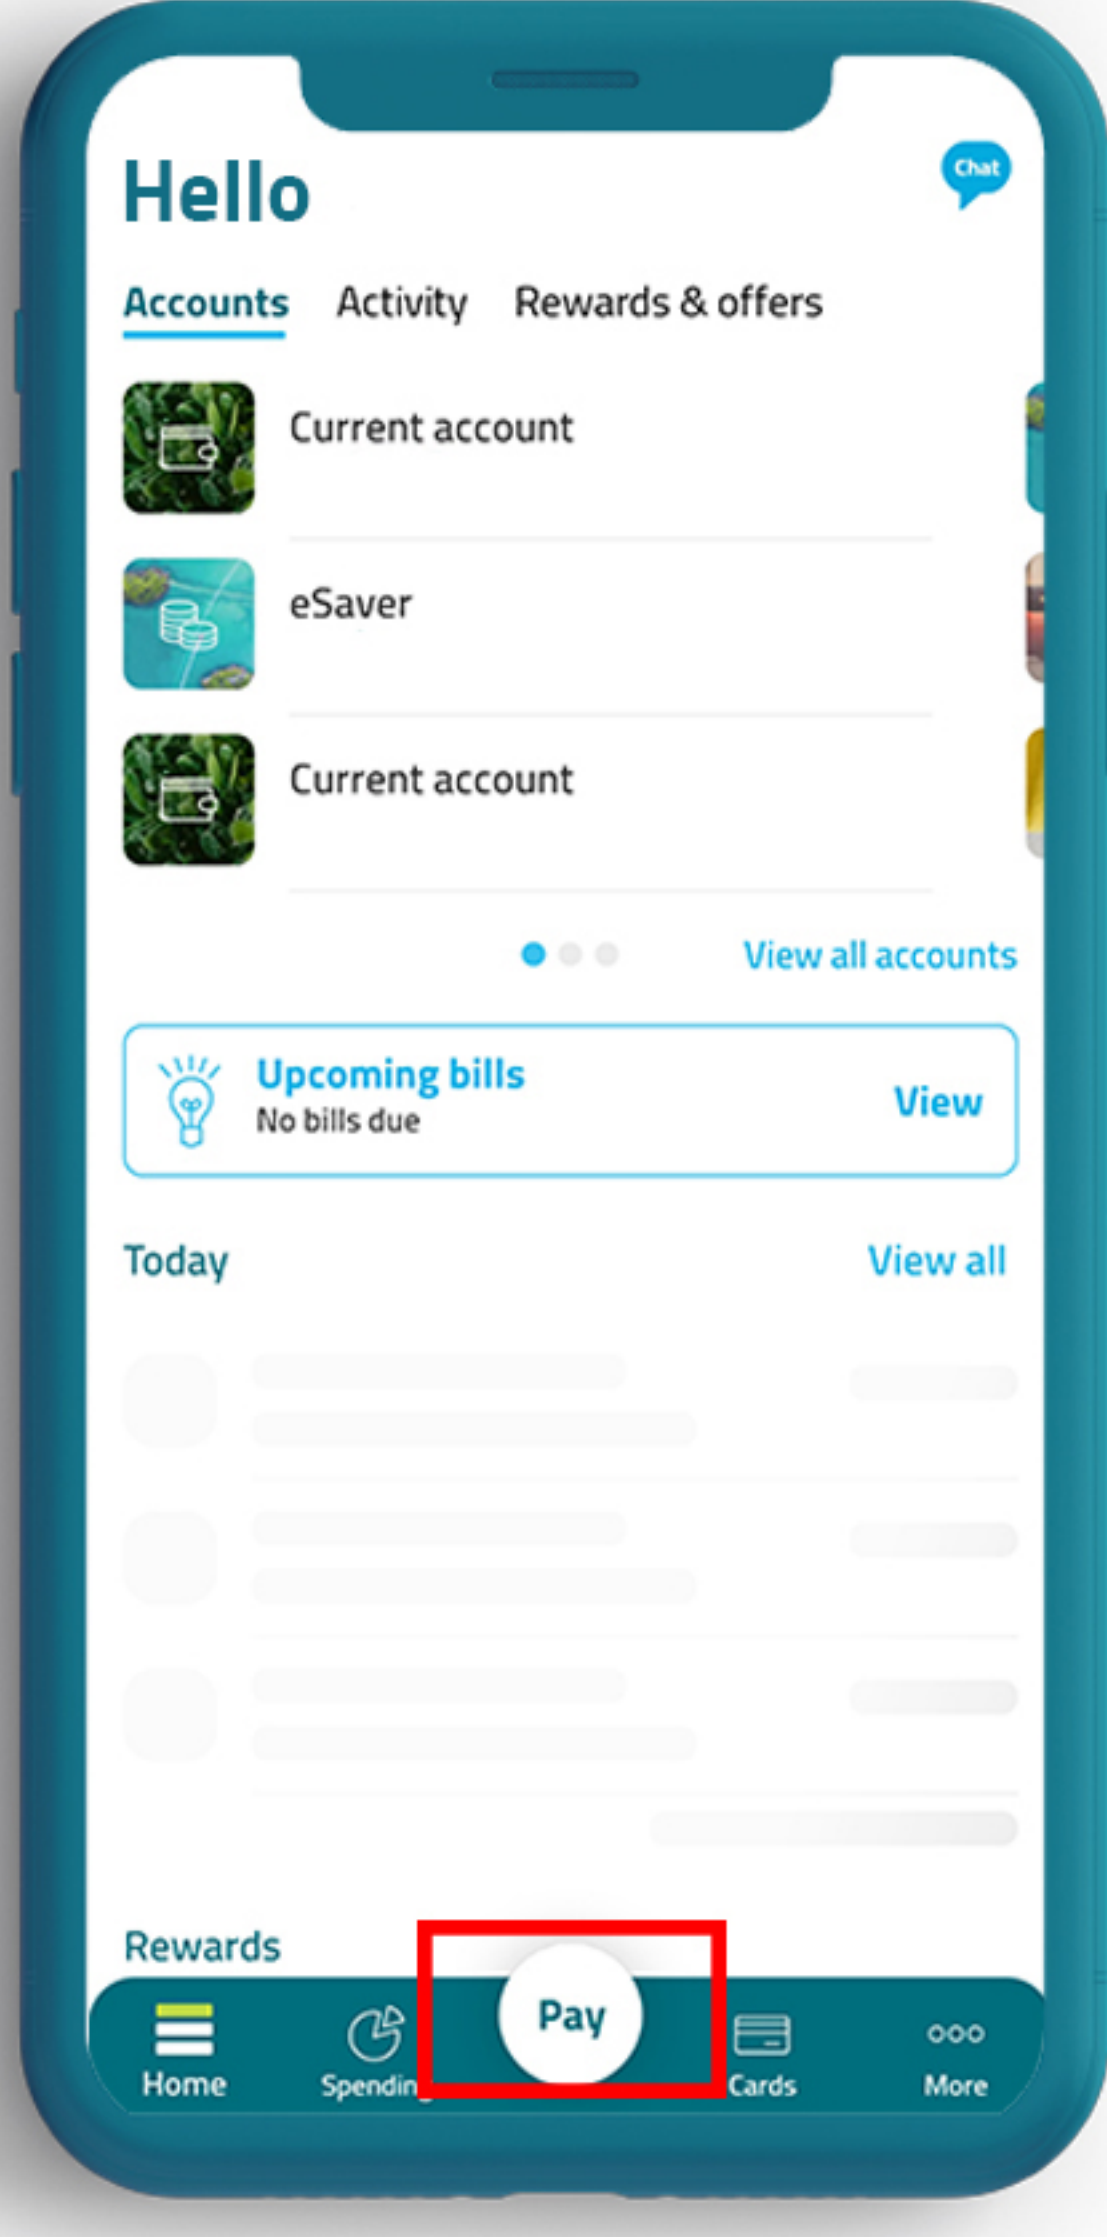 Hello
Chat
Accounts Activity Rewards & offers
Current account
eSaver
Current account
View all accounts
Upcoming bills
No bills due
View
Today
View all
Rewards
Pay
Home
Spending
Cards
More